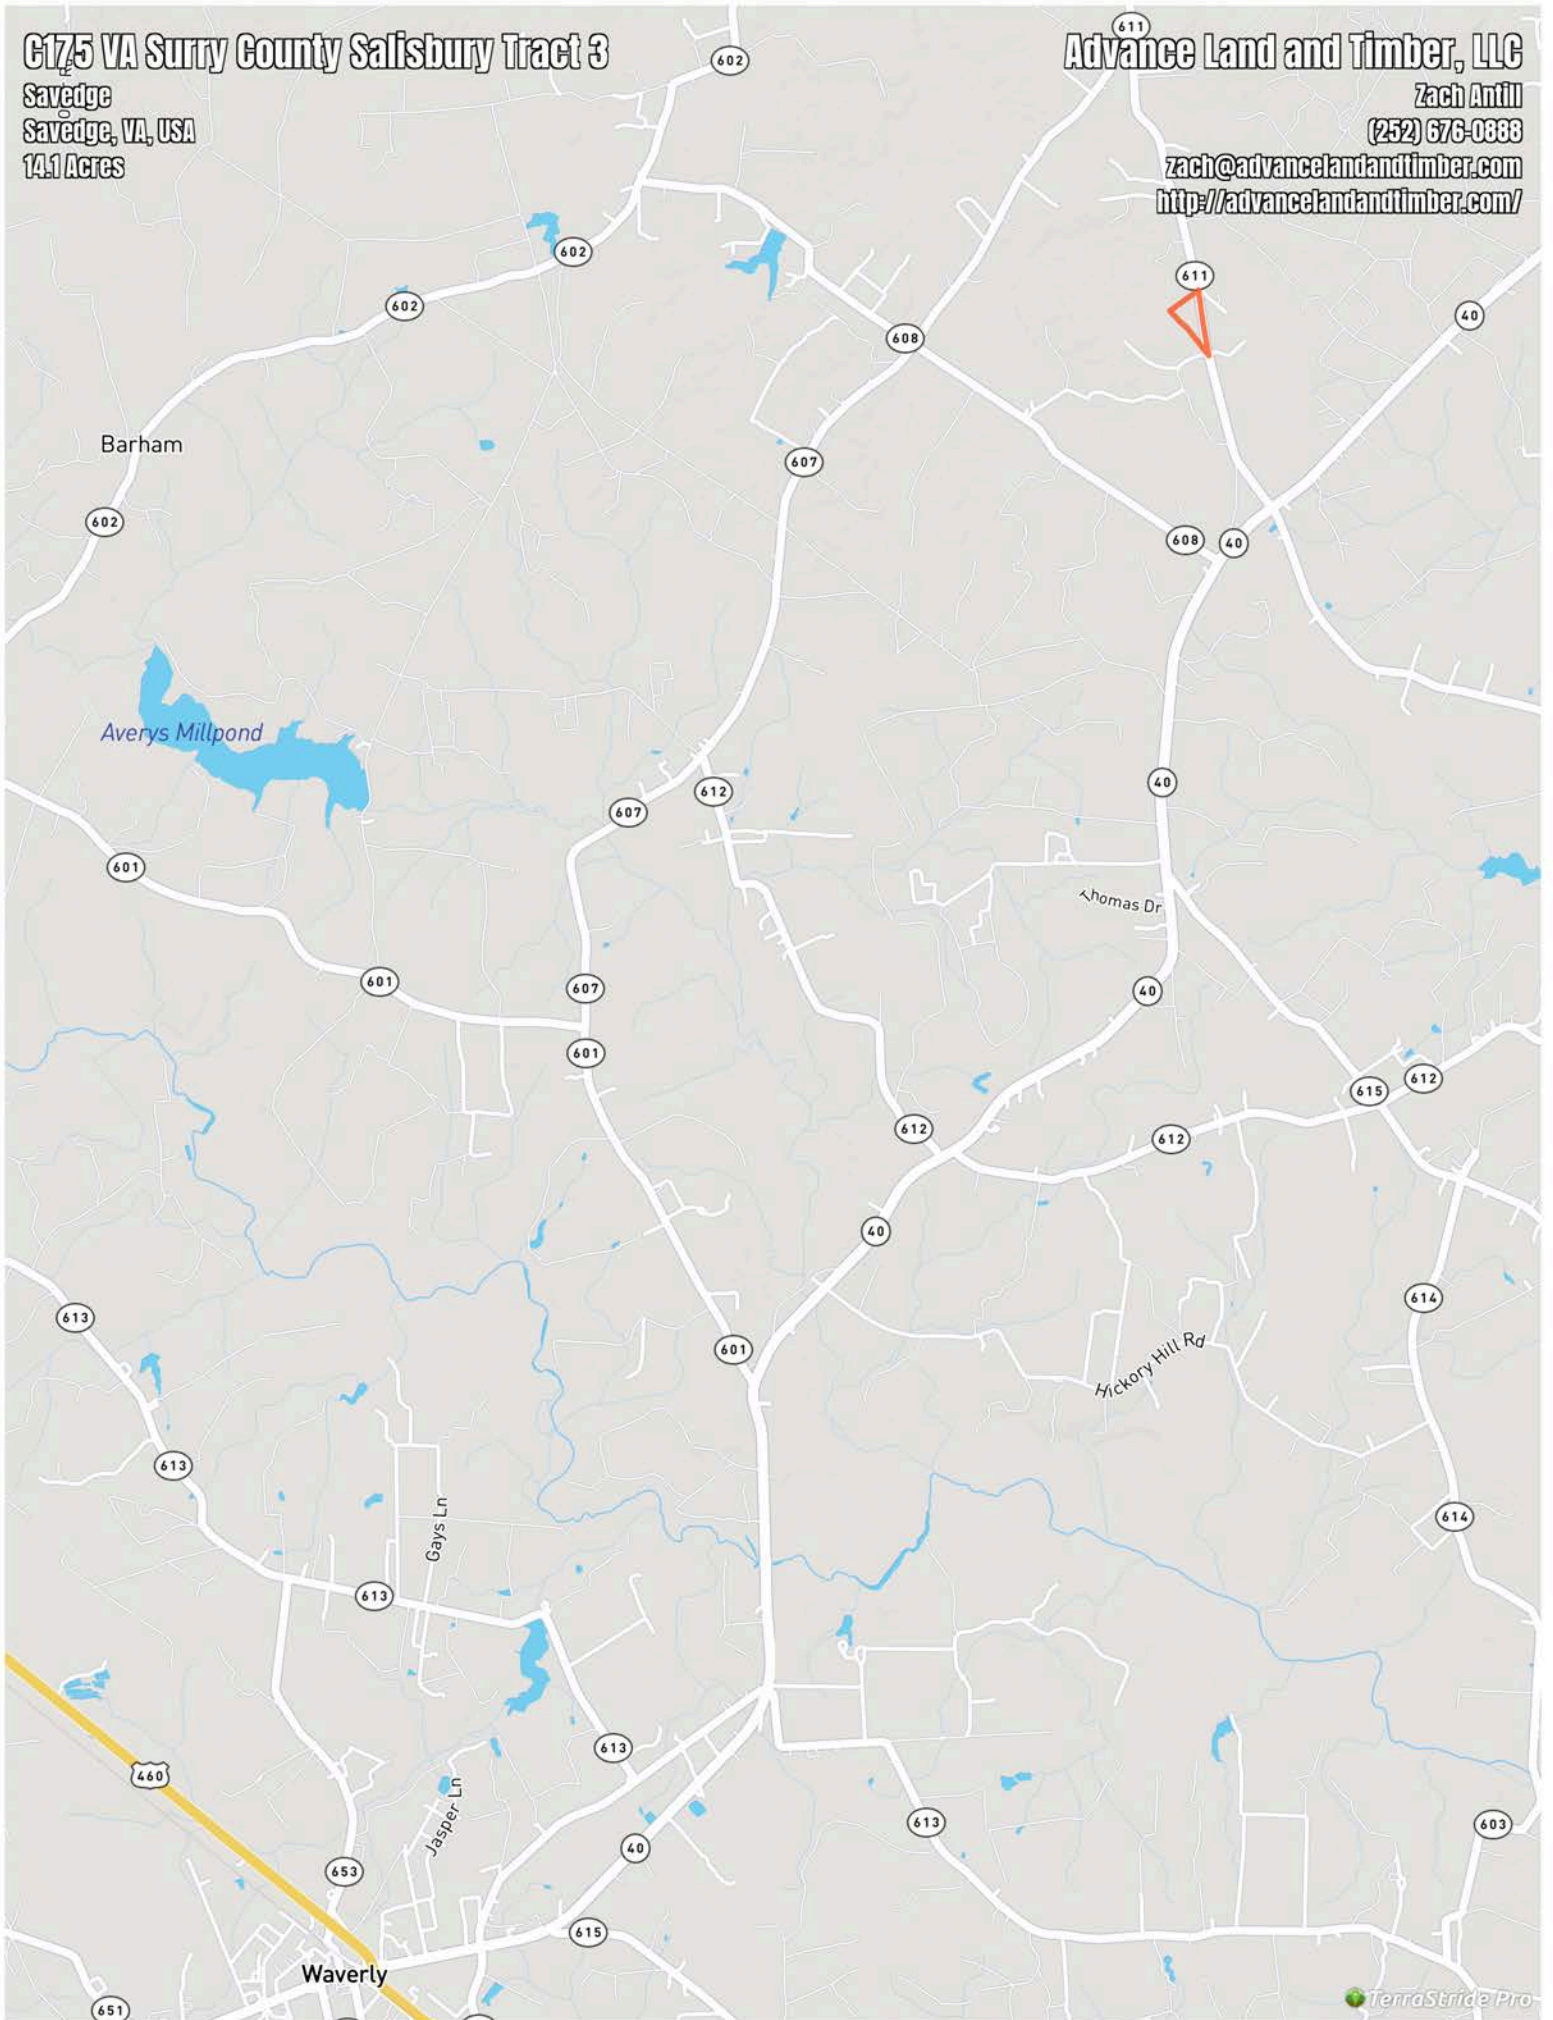 C175 VA Surry County Salisbury Tract 3
Savedge
Savedge, VA, USA
14.1 Acres
Advance Land and Timber, LLC
Zach Antill
(252) 676-0888
zach@advancelandandtimber.com
http://advancelandandtimber.com/
611
602
602
611
602
40
608
Barham
607
602
608
40
Averys Millpond
40
612
607
601
Thomas Dr
601
607
40
601
612
615
612
612
40
614
613
601
Hickory Hill Rd
613
614
Gays Ln
613
613
460
Jasper Ln
613
603
40
653
615
Waverly
651
TerraStride Pro